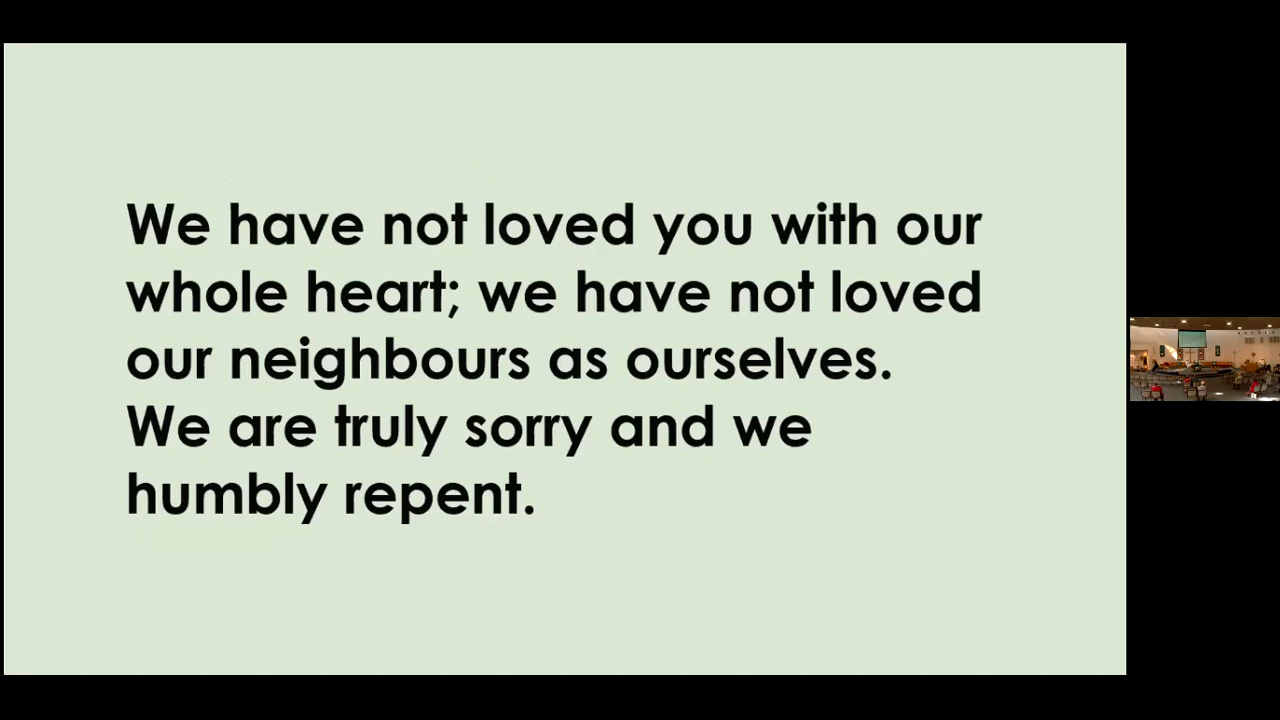 We have not loved you with our
whole heart; we have not loved
our neighbours as ourselves.
We are truly sorry and we
humbly repent.